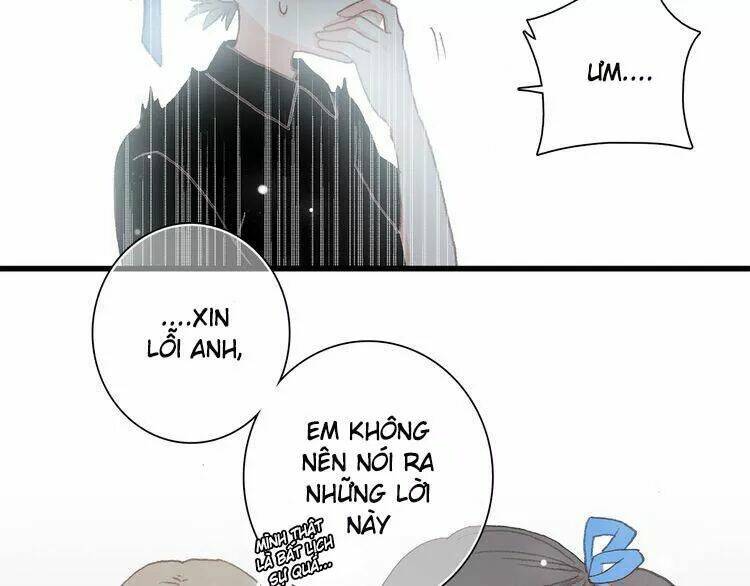 ƯM....
....XIN
LỖI ANH,
EM KHÔNG
NÊN NÓI RA
NHỮNG LỜI
NÀY
MÌNH THẬT
LÀ BẤT LỊCH
SỰ QUÁ...